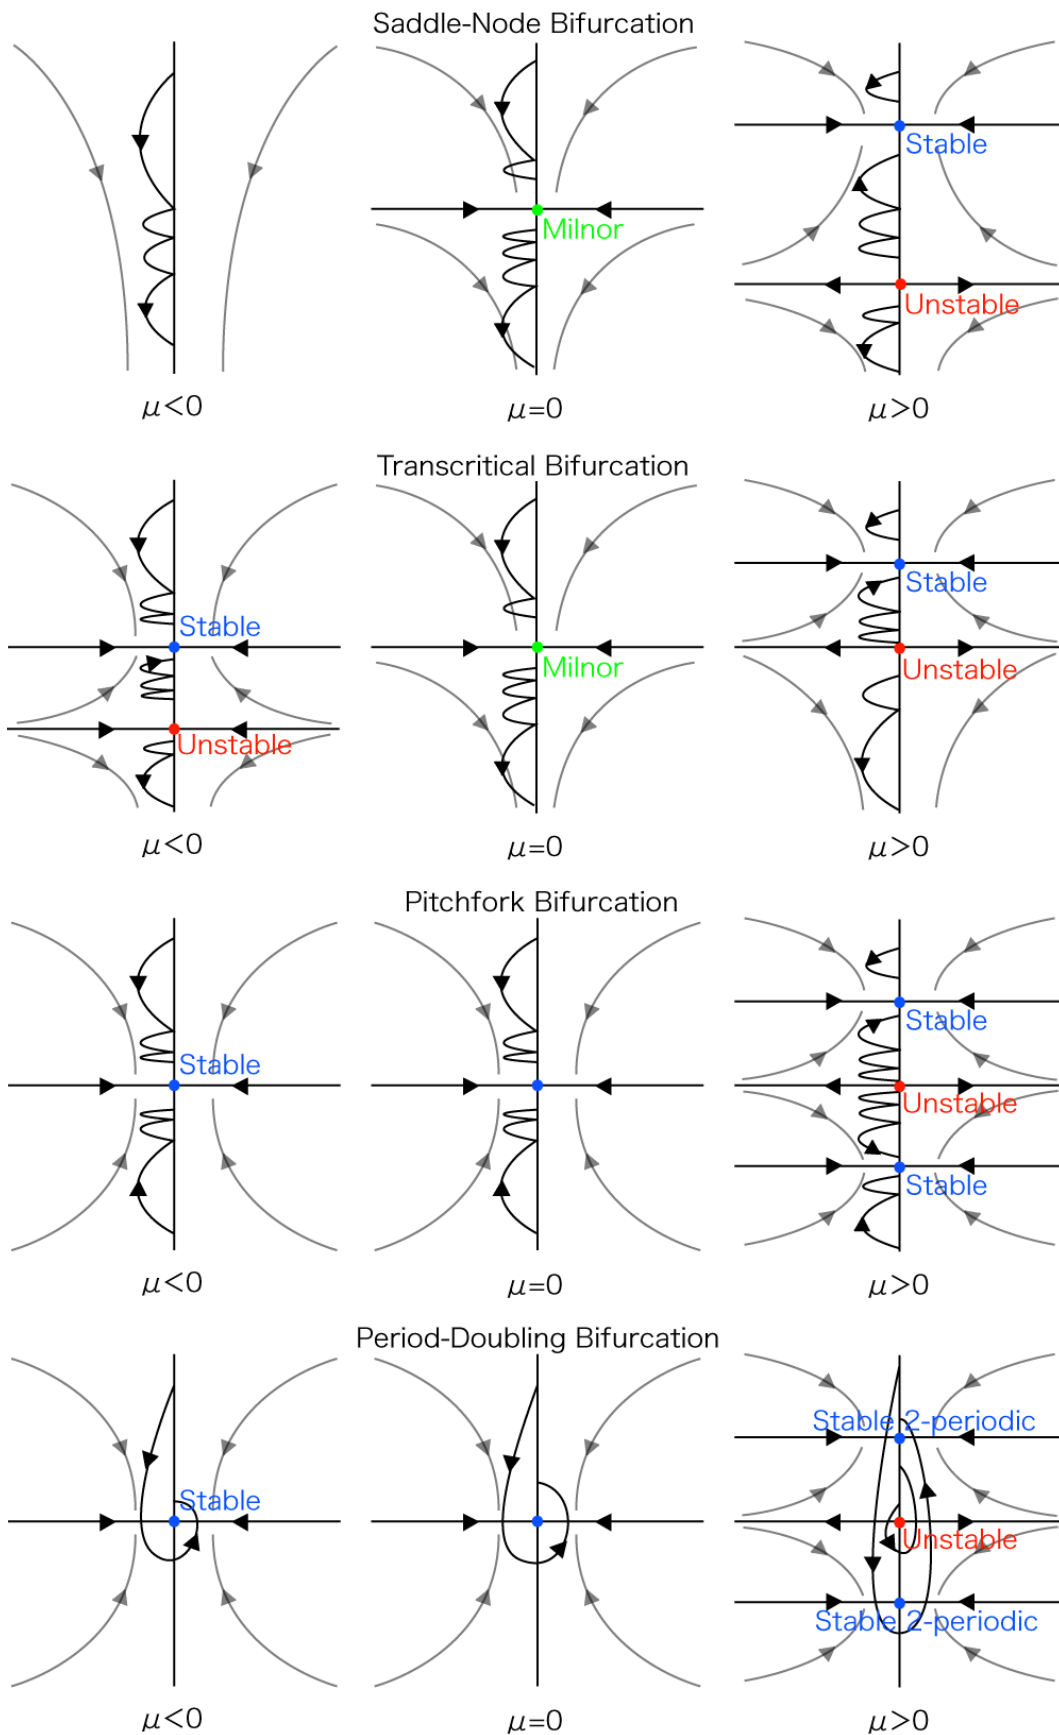 Saddle-Node Bifurcation
Stable
Milnor
Unstable
μ<0
μ=0
μ>0
Transcritical Bifurcation
Stable
Stable
Milnor
Unstable
Unstable
μ<0
μ=0
μ>0
Pitchfork Bifurcation
Stable
Stable
Unstable
Stable
μ<0
μ=0
μ>0
Period-Doubling Bifurcation
Stable 2-periodic
Stable
Unstable
Stable 2-periodic
μ<0
μ=0
μ>0